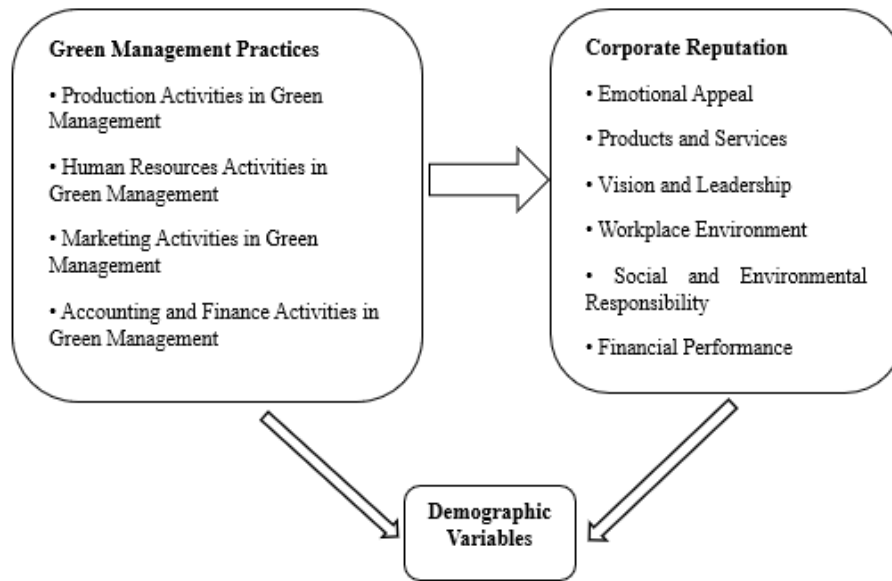 Green Management Practices
• Production Activities in Green
Management
• Human Resources Activities in
Green Management
• Marketing Activities in Green
Management
• Accounting and Finance Activities in
Green Management
Corporate Reputation
• Emotional Appeal
• Products and Services
• Vision and Leadership
• Workplace Environment
• Social and Environmental
Responsibility
• Financial Performance
Demographic
Variables